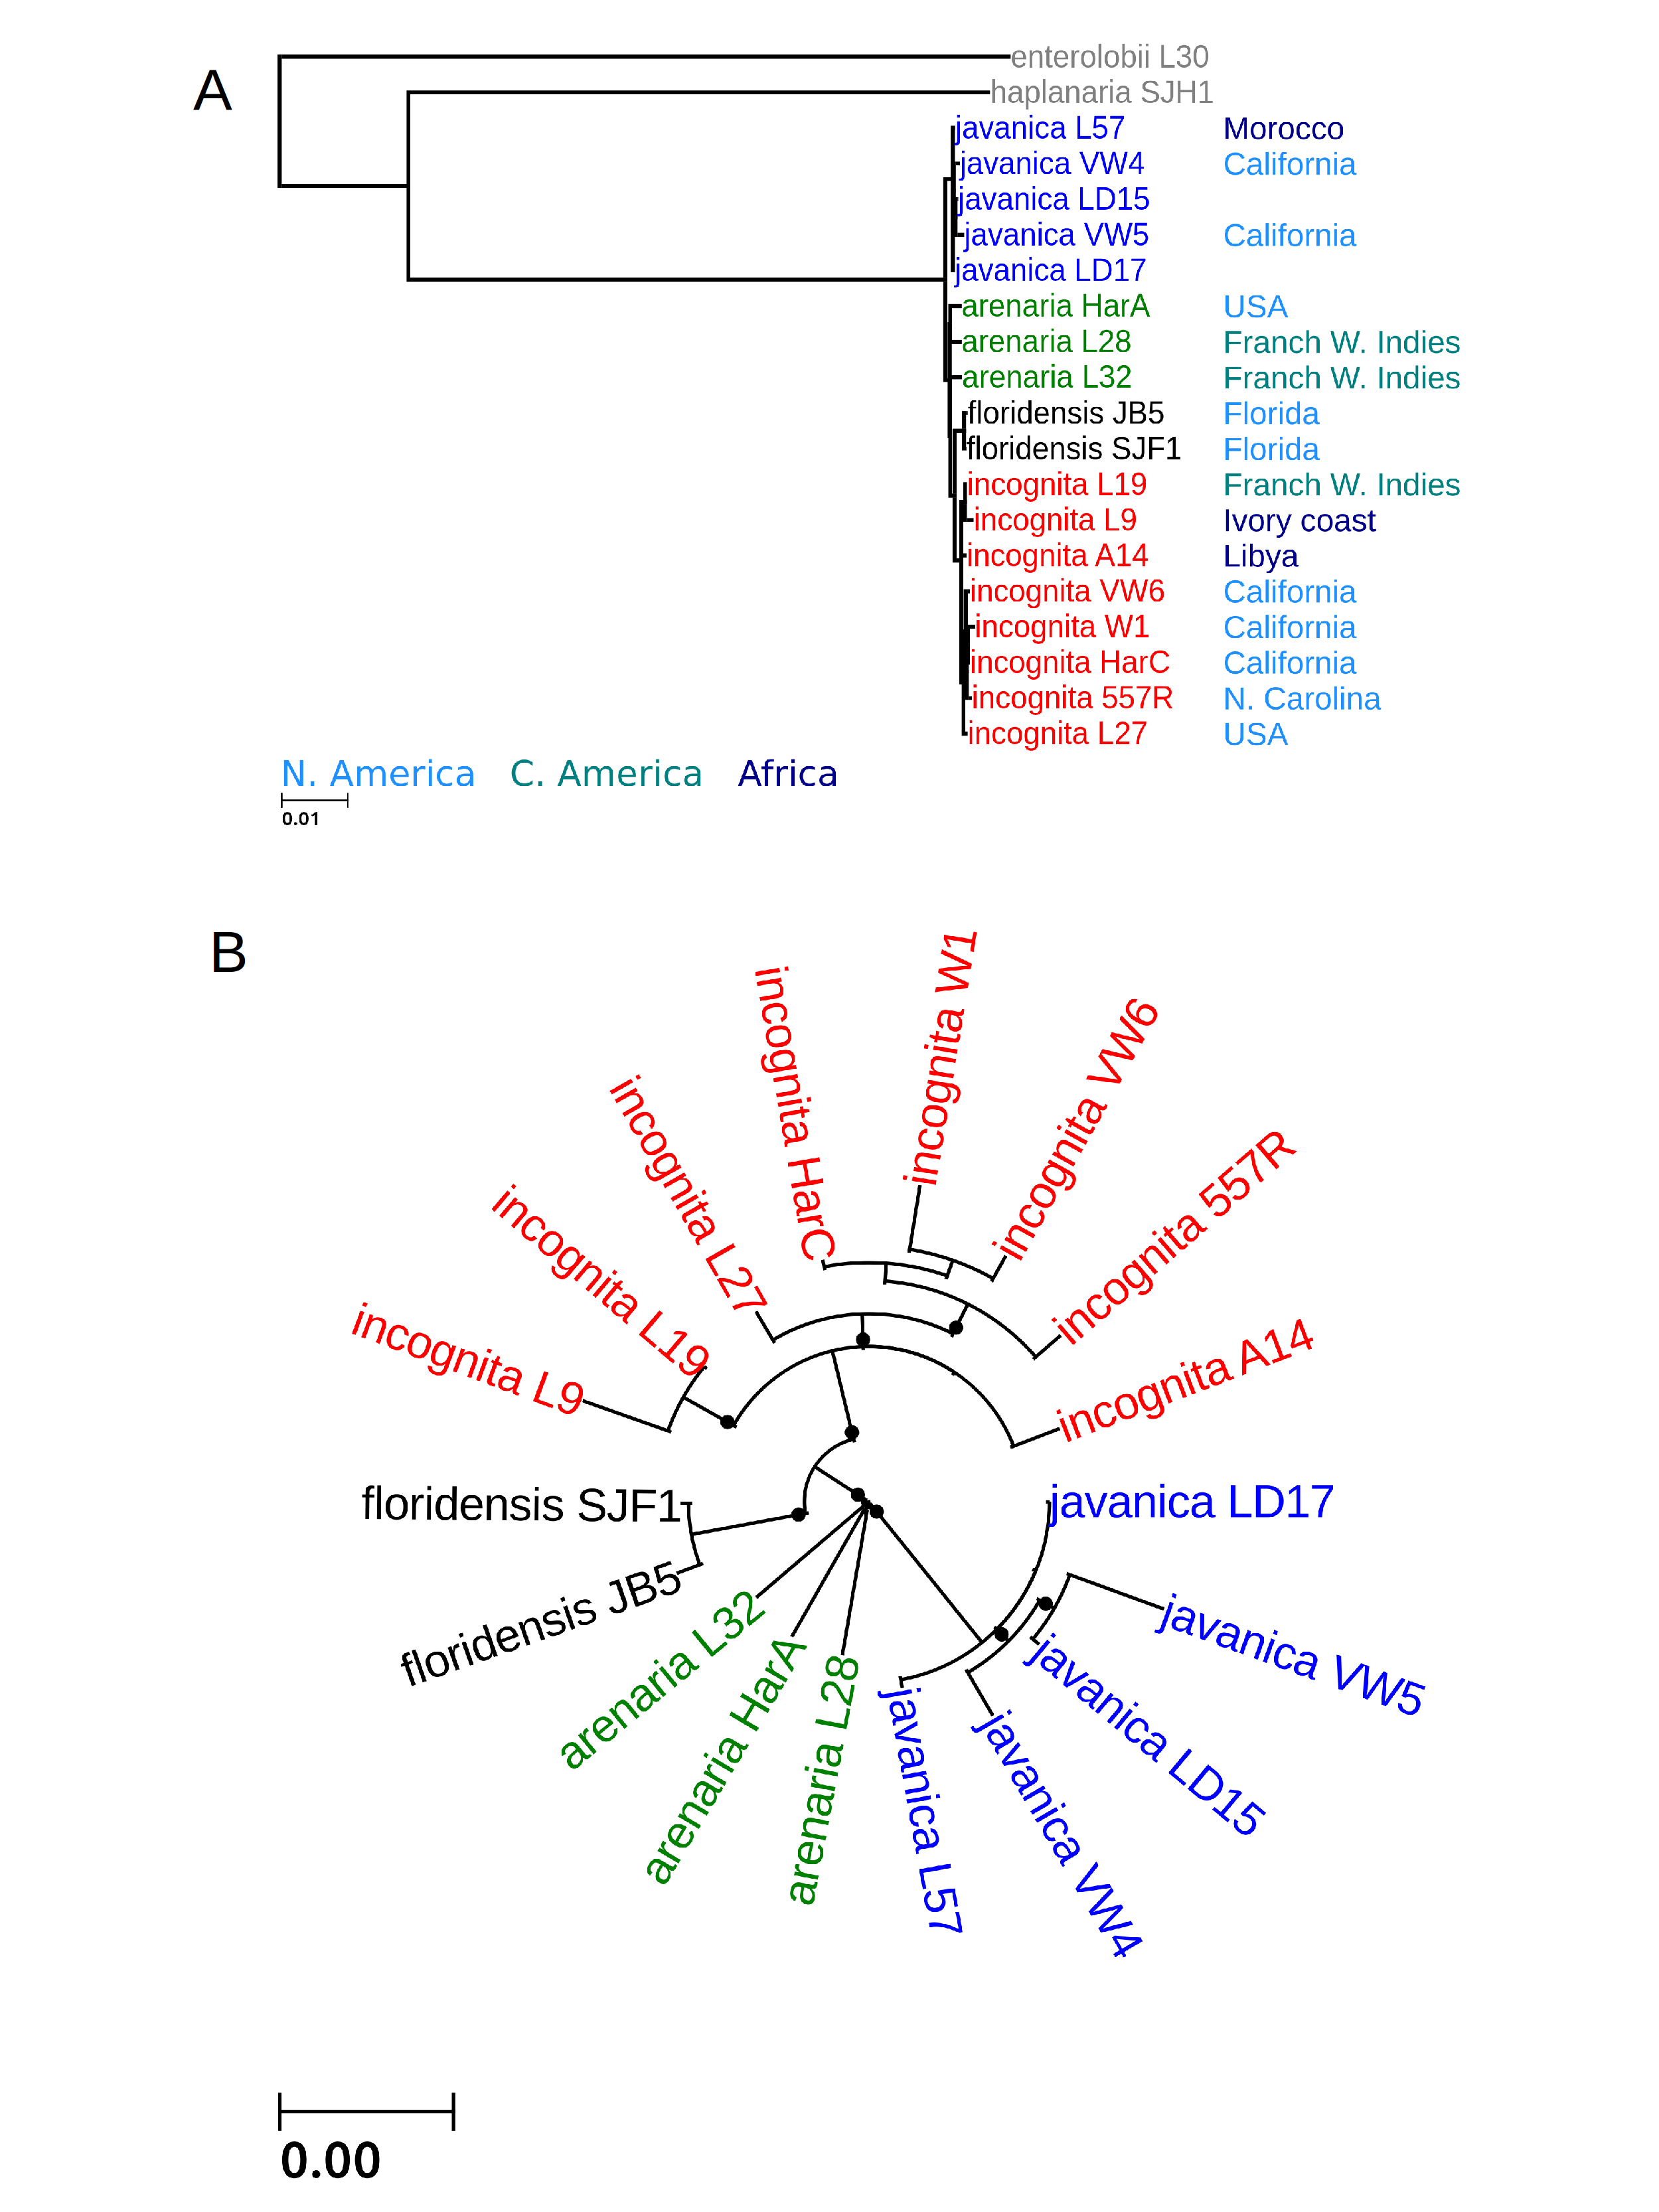 A
enterolobii L30
haplanaria SJH1
javanica L57 Morocco
javanica VW4 California
javanica LD15
javanica VW5 California
javanica LD17
arenaria HarA USA
arenaria L28 Franch W. Indies
arenaria L32 Franch W. Indies
floridensis JB5 Florida
floridensis SJF1 Florida
incognita L19 Franch W. Indies
incognita L9 Ivory coast
incognita A14 Libya
incognita VW6 California
incognita W1 California
incognita HarC California
incognita 557R N. Carolina
incognita L27 USA
N. America C. America Africa
0.01
B
incognita W1
incognita HarC
incognita VW6
incognita L27
incognita 557R
incognita L19
incognita L9
incognita A14
floridensis SJF1
javanica LD17
floridensis JB5
javanica VW5
arenaria L32
javanica LD15
arenaria HarA
arenaria L28
javanica L57
javanica VW4
0.00